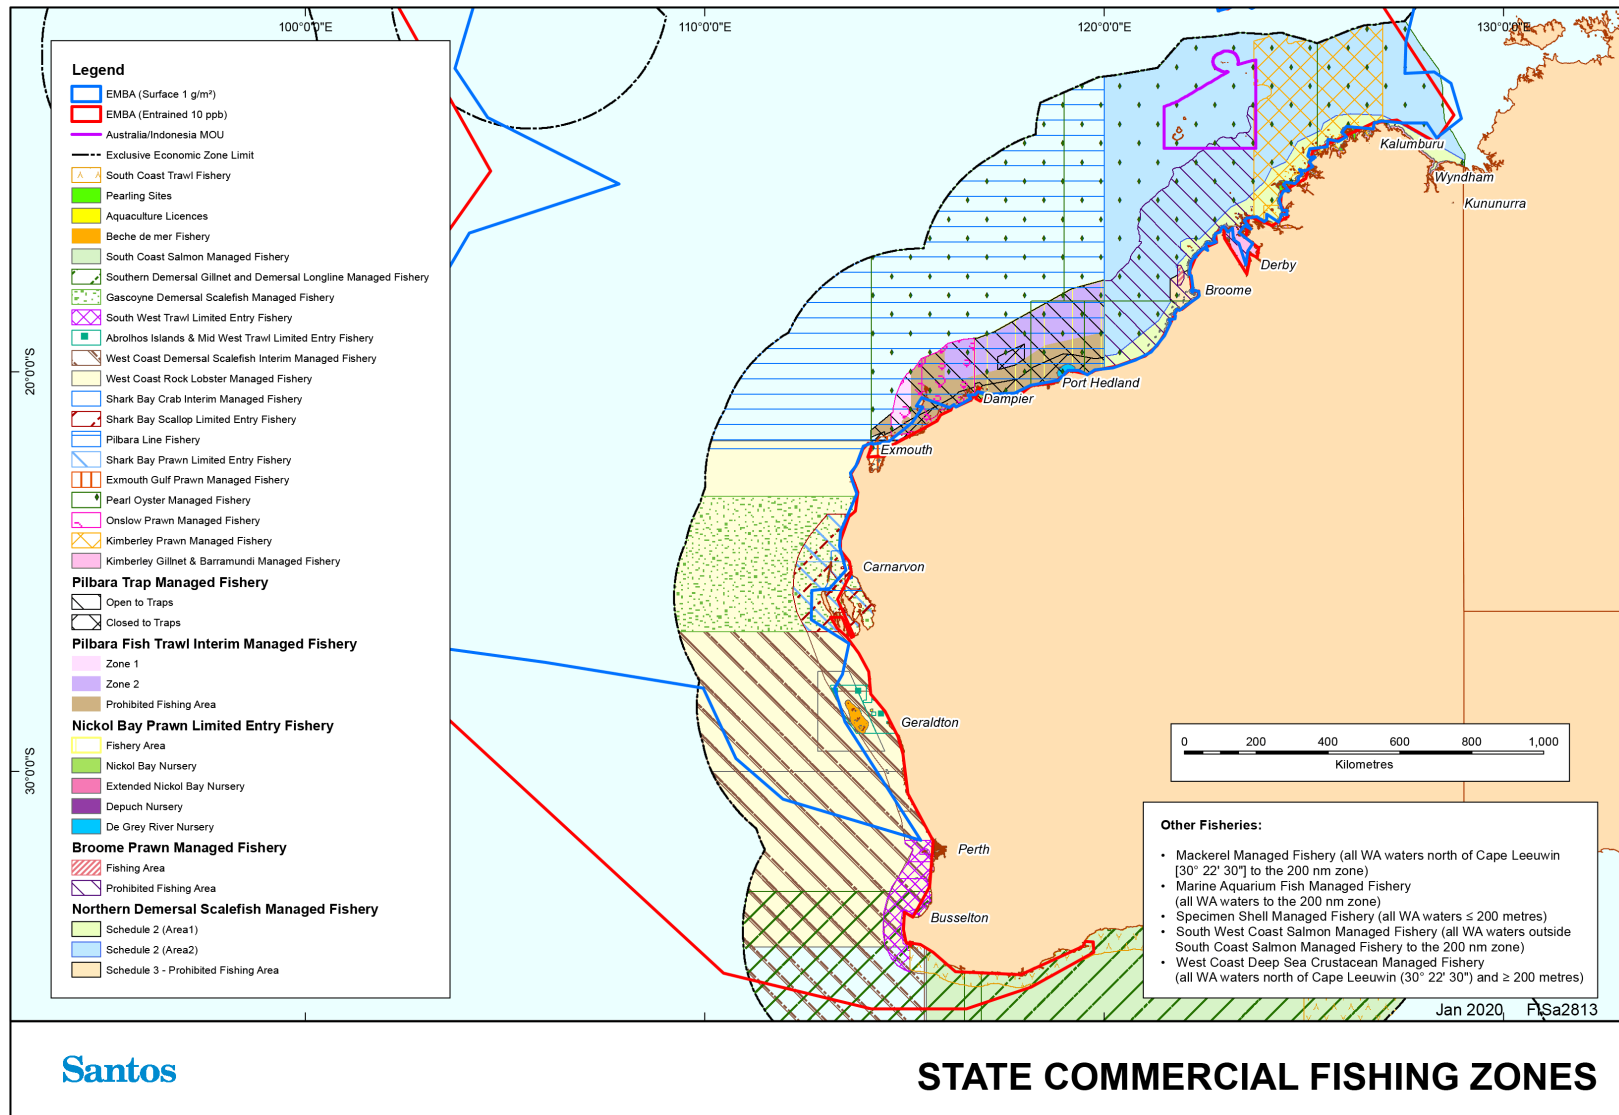 100°0'0"E
110°0'0"E
120°0'0"E
130°0'0"E
20°0'0"S
30°0'0"S
Legend
EMBA (Surface 1 g/m²)
EMBA (Entrained 10 ppb)
Australia/Indonesia MOU
Exclusive Economic Zone Limit
South Coast Trawl Fishery
Pearling Sites
Aquaculture Licences
Beche de mer Fishery
South Coast Salmon Managed Fishery
Southern Demersal Gillnet and Demersal Longline Managed Fishery
Gascoyne Demersal Scalefish Managed Fishery
South West Trawl Limited Entry Fishery
Abrolhos Islands & Mid West Trawl Limited Entry Fishery
West Coast Demersal Scalefish Interim Managed Fishery
West Coast Rock Lobster Managed Fishery
Shark Bay Crab Interim Managed Fishery
Shark Bay Scallop Limited Entry Fishery
Pilbara Line Fishery
Shark Bay Prawn Limited Entry Fishery
Exmouth Gulf Prawn Managed Fishery
Pearl Oyster Managed Fishery
Onslow Prawn Managed Fishery
Kimberley Prawn Managed Fishery
Kimberley Gillnet & Barramundi Managed Fishery
Pilbara Trap Managed Fishery
Open to Traps
Closed to Traps
Pilbara Fish Trawl Interim Managed Fishery
Zone 1
Zone 2
Prohibited Fishing Area
Nickol Bay Prawn Limited Entry Fishery
Fishery Area
Nickol Bay Nursery
Extended Nickol Bay Nursery
Depuch Nursery
De Grey River Nursery
Broome Prawn Managed Fishery
Fishing Area
Prohibited Fishing Area
Northern Demersal Scalefish Managed Fishery
Schedule 2 (Area1)
Schedule 2 (Area2)
Schedule 3 - Prohibited Fishing Area
Kalumburu
Wyndham
Kununurra
Derby
Broome
Port Hedland
Dampier
Exmouth
Carnarvon
Geraldton
Perth
Busselton
0 200 400 600 800 1,000
Kilometres
Other Fisheries:
• Mackerel Managed Fishery (all WA waters north of Cape Leeuwin
[30° 22' 30"] to the 200 nm zone)
• Marine Aquarium Fish Managed Fishery
(all WA waters to the 200 nm zone)
• Specimen Shell Managed Fishery (all WA waters ≤ 200 metres)
• South West Coast Salmon Managed Fishery (all WA waters outside
South Coast Salmon Managed Fishery to the 200 nm zone)
• West Coast Deep Sea Crustacean Managed Fishery
(all WA waters north of Cape Leeuwin (30° 22' 30") and ≥ 200 metres)
Jan 2020 FISa2813
Santos
STATE COMMERCIAL FISHING ZONES